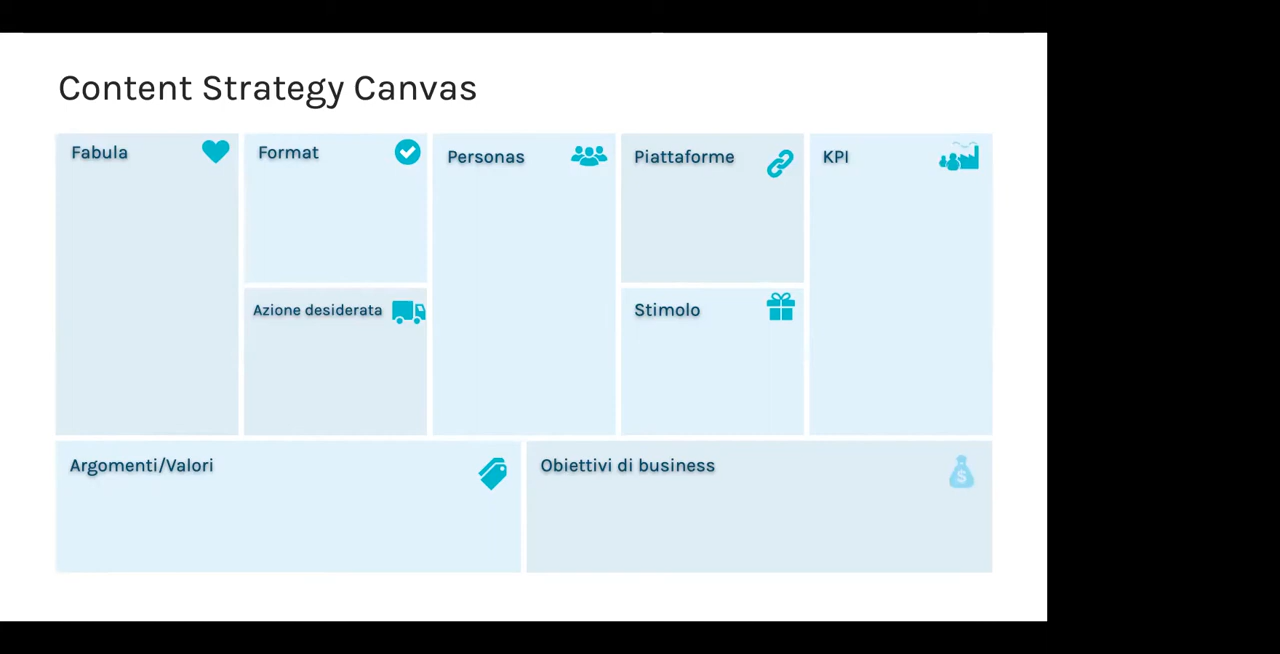 Content Strategy Canvas
Fabula
Format
Personas
Piattaforme
KPI
Azione desiderata
Stimolo
Argomenti/Valori
Obiettivi di business
$